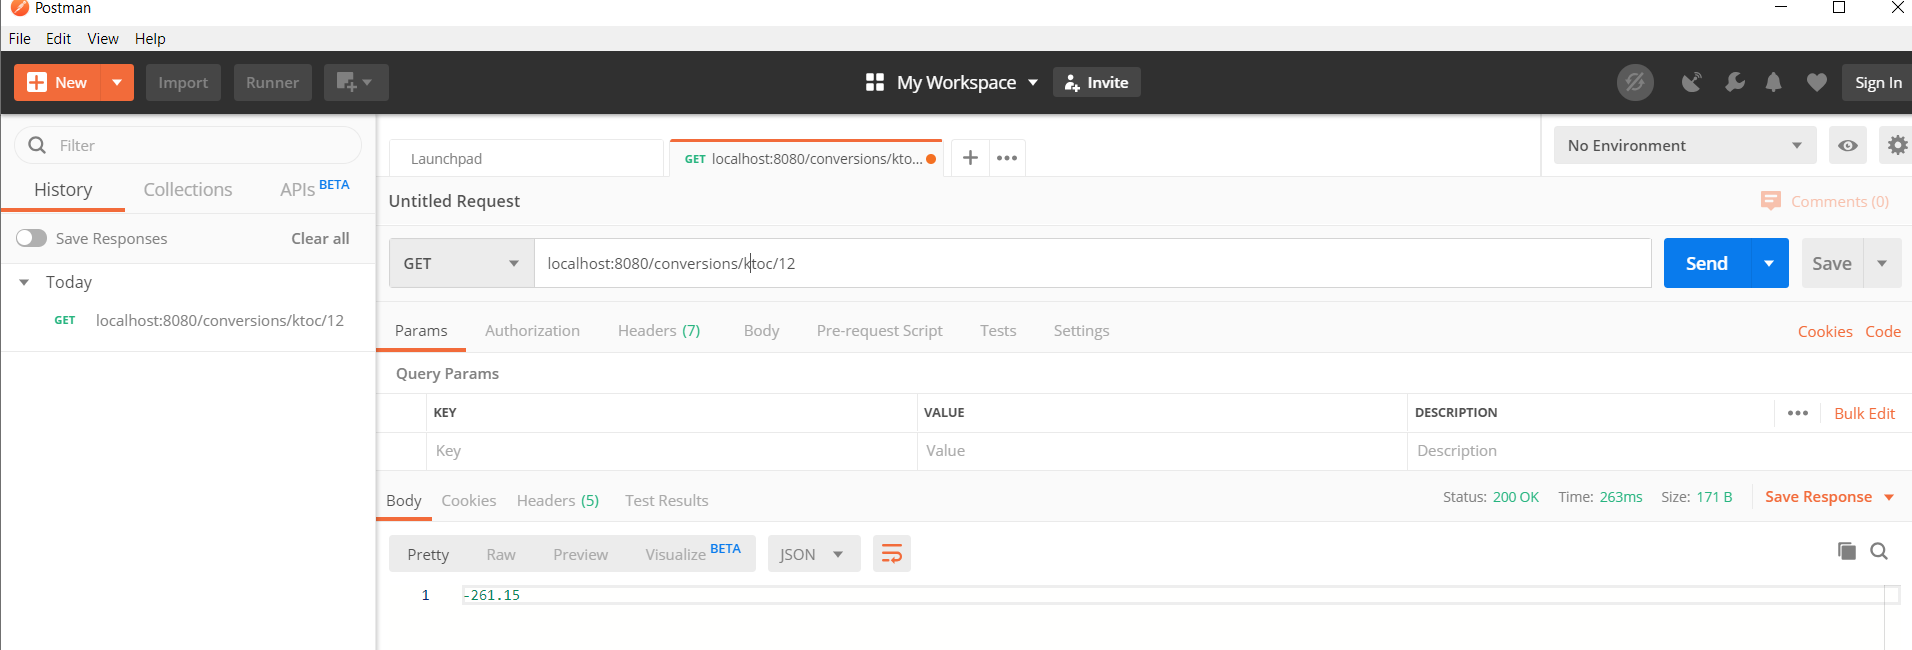 Postman
File Edit View Help
New Import Runner My Workspace Invite Sign In
Filter
History Collections APIs BETA
Save Responses Clear all
Today
GET localhost:8080/conversions/ktoc/12
Launchpad GET localhost:8080/conversions/kto... No Environment
Untitled Request Comments (0)
GET localhost:8080/conversions/ktoc/12 Send Save
Params Authorization Headers (7) Body Pre-request Script Tests Settings Cookies Code
Query Params
KEY VALUE DESCRIPTION Bulk Edit
Key Value Description
Body Cookies Headers (5) Test Results Status: 200 OK Time: 263ms Size: 171 B Save Response
Pretty Raw Preview Visualize BETA JSON
1 -261.15